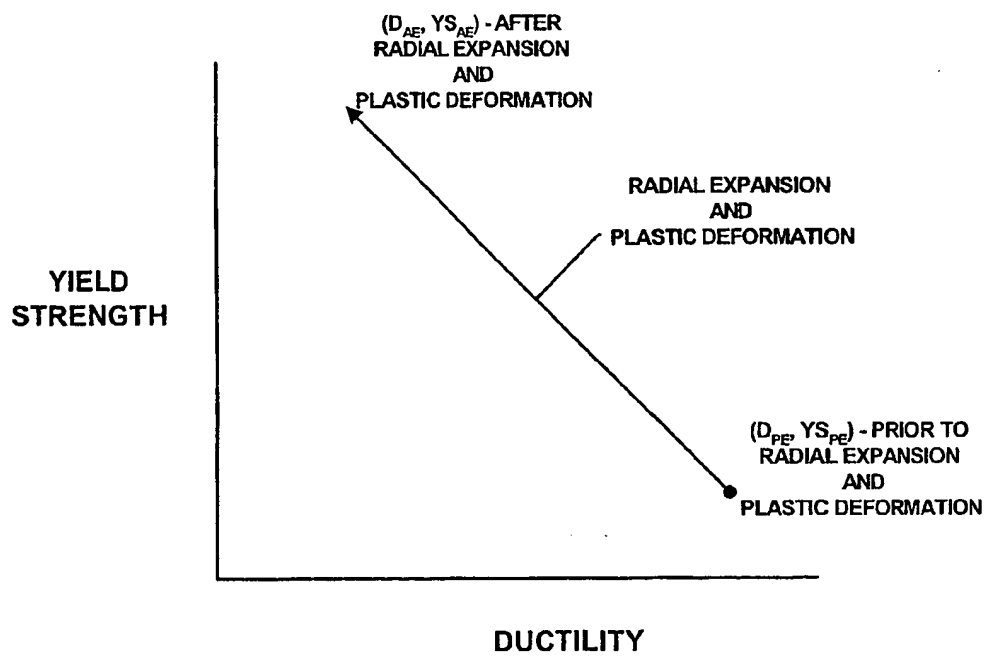 (D_AE, YS_AE) - AFTER
RADIAL EXPANSION
AND
PLASTIC DEFORMATION
RADIAL EXPANSION
AND
PLASTIC DEFORMATION
YIELD
STRENGTH
(D_PE, YS_PE) - PRIOR TO
RADIAL EXPANSION
AND
PLASTIC DEFORMATION
DUCTILITY